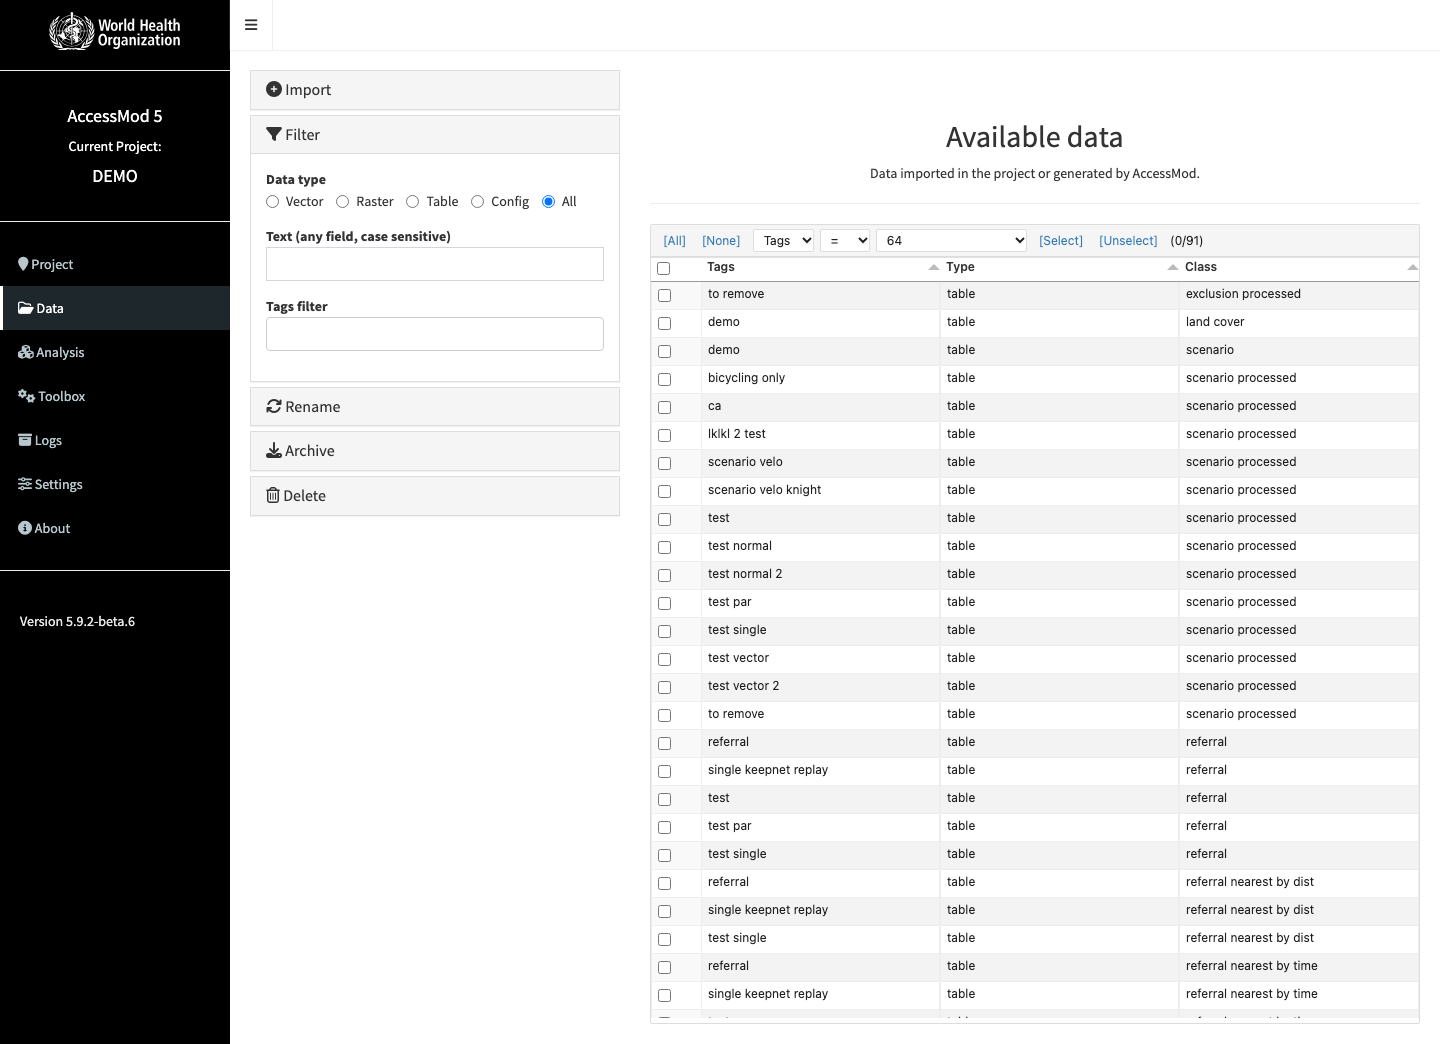 World Health
Organization
AccessMod 5
Current Project:
DEMO
Project
Data
Analysis
Toolbox
Logs
Settings
About
Version 5.9.2-beta.6
Import
Filter
Data type
Vector Raster Table Config All
Text (any field, case sensitive)
Tags filter
Rename
Archive
Delete
Available data
Data imported in the project or generated by AccessMod.
[All] [None] Tags = 64 [Select] [Unselect] (0/91)
Tags Type Class
to remove table exclusion processed
demo table land cover
demo table scenario
bicycling only table scenario processed
ca table scenario processed
lklkl 2 test table scenario processed
scenario velo table scenario processed
scenario velo knight table scenario processed
test table scenario processed
test normal table scenario processed
test normal 2 table scenario processed
test par table scenario processed
test single table scenario processed
test vector table scenario processed
test vector 2 table scenario processed
to remove table scenario processed
referral table referral
single keepnet replay table referral
test table referral
test par table referral
test single table referral
referral table referral nearest by dist
single keepnet replay table referral nearest by dist
test single table referral nearest by dist
referral table referral nearest by time
single keepnet replay table referral nearest by time